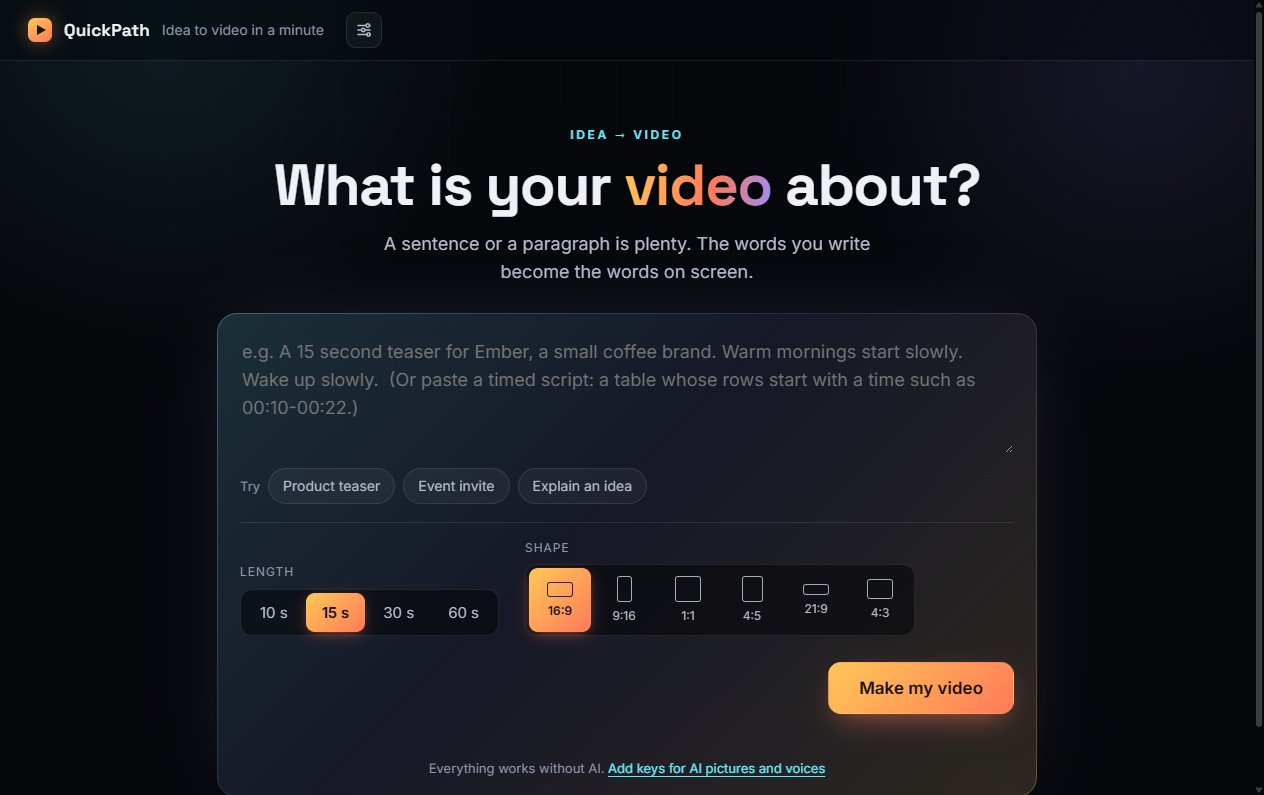 QuickPath Idea to video in a minute
IDEA → VIDEO
What is your video about?
A sentence or a paragraph is plenty. The words you write
become the words on screen.
e.g. A 15 second teaser for Ember, a small coffee brand. Warm mornings start slowly.
Wake up slowly.  (Or paste a timed script: a table whose rows start with a time such as
00:10-00:22.)
Try Product teaser Event invite Explain an idea
LENGTH
10 s 15 s 30 s 60 s
SHAPE
16:9 9:16 1:1 4:5 21:9 4:3
Make my video
Everything works without AI. Add keys for AI pictures and voices